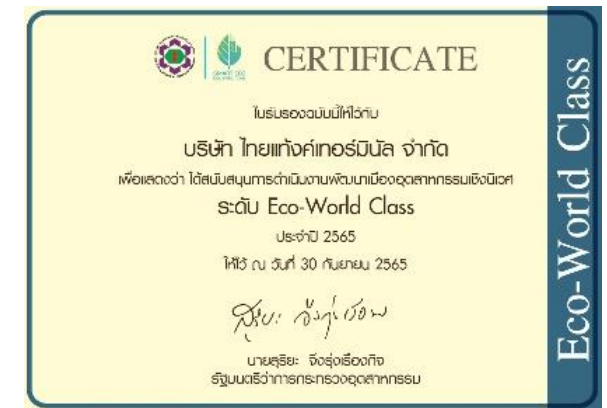 CERTIFICATE
ใบรับรองฉบับนี้ให้ไว้กับ
บริษัท ไทยแท้งค์เทอร์มินัล จำกัด
เพื่อแสดงว่า ได้สนับสนุนการดำเนินงานพัฒนาเมืองอุตสาหกรรมเชิงนิเวศ
ระดับ Eco-World Class
ประจำปี 2565
ให้ไว้ ณ วันที่ 30 กันยายน 2565
นายสุริยะ จึงรุ่งเรืองกิจ
รัฐมนตรีว่าการกระทรวงอุตสาหกรรม
Eco-World Class